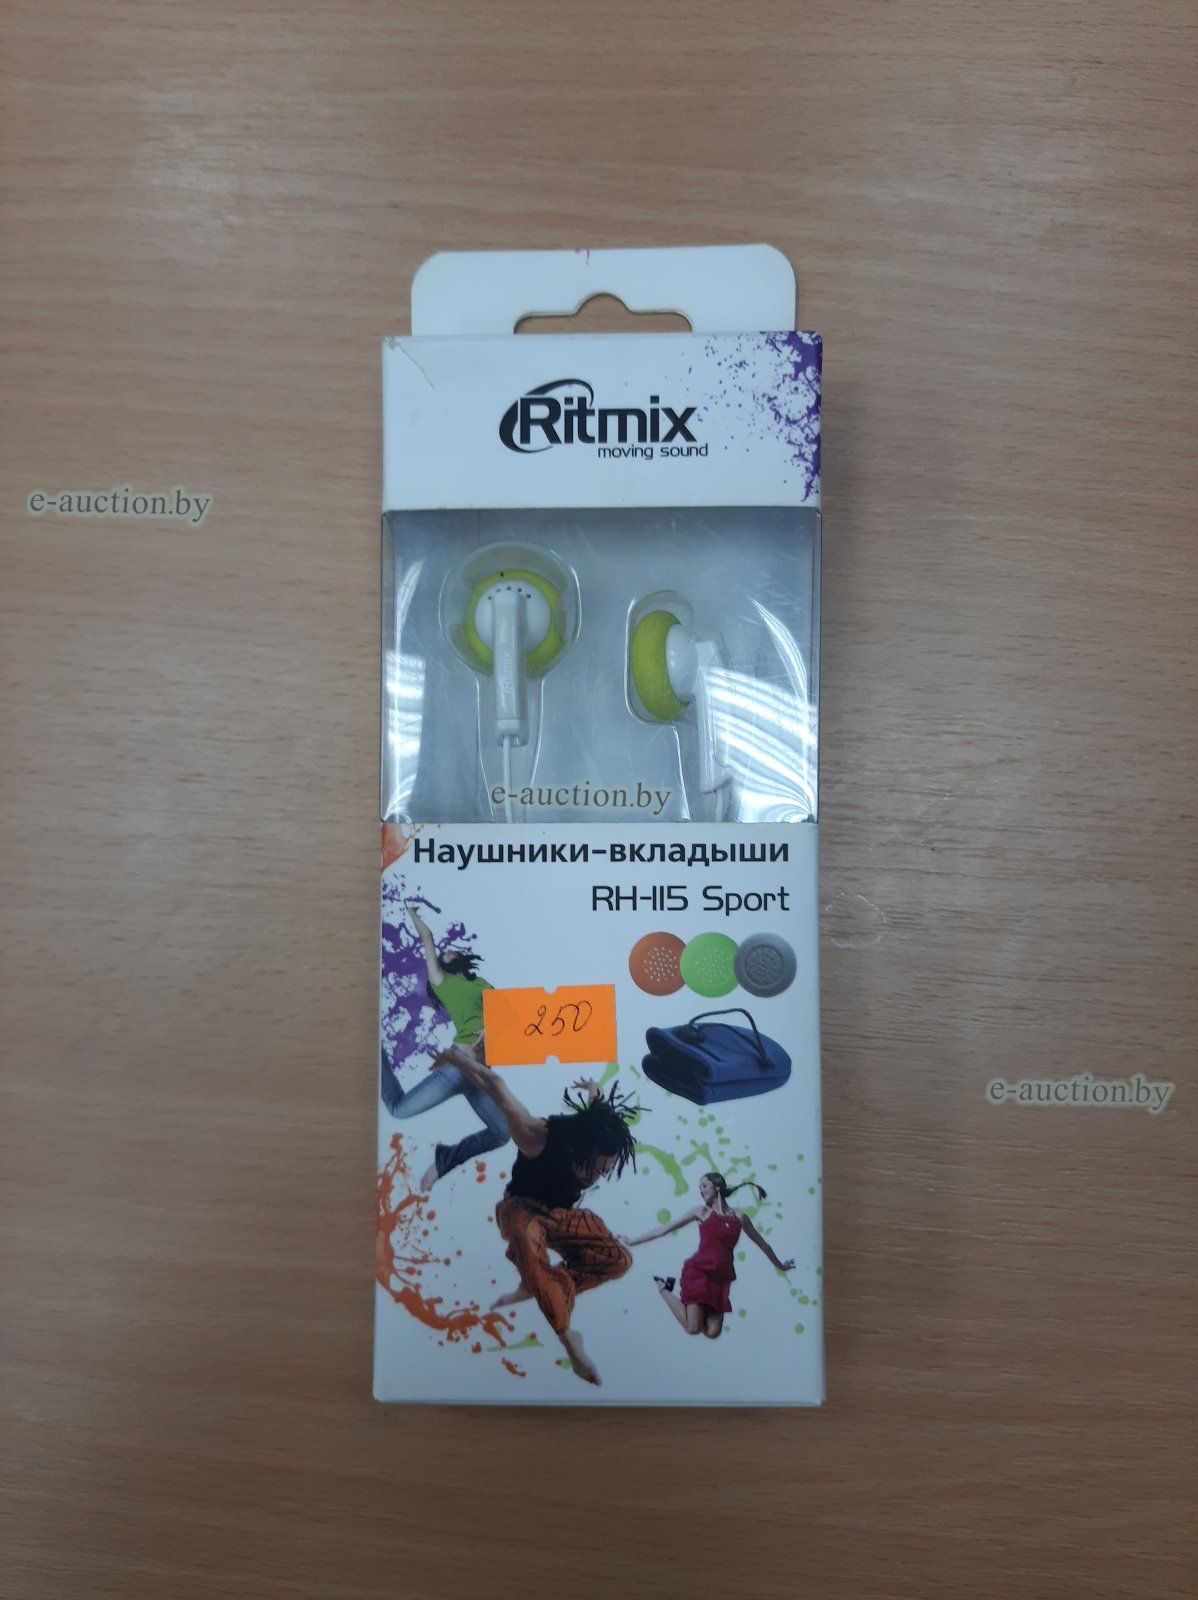 Ritmix
moving sound
e-auction.by
e-auction.by
Наушники-вкладыши
RH-115 Sport
250
e-auction.by